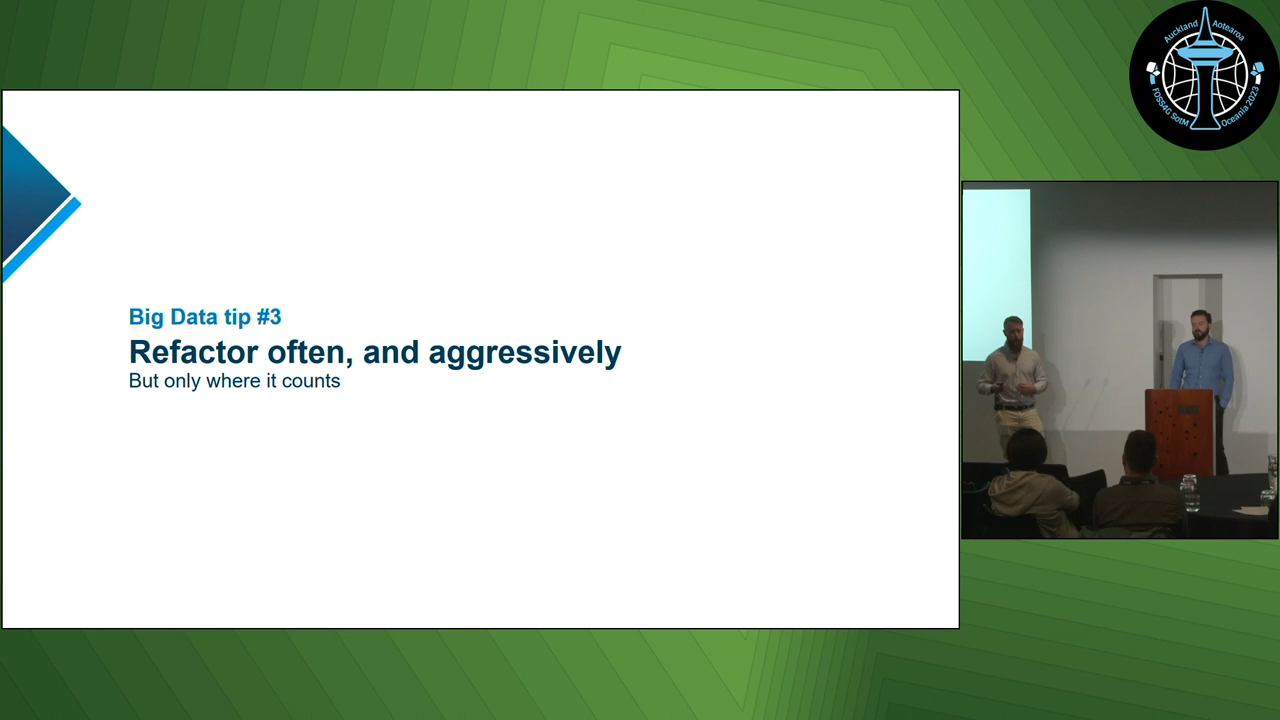 Big Data tip #3
Refactor often, and aggressively
But only where it counts
Auckland Aotearoa
FOSS4G SotM Oceania 2023